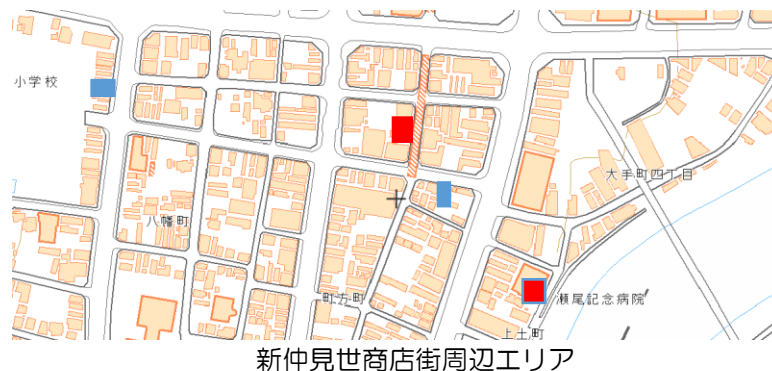 小学校
大手町四丁目
八幡町
町方町
瀬尾記念病院
上土町
新仲見世商店街周辺エリア